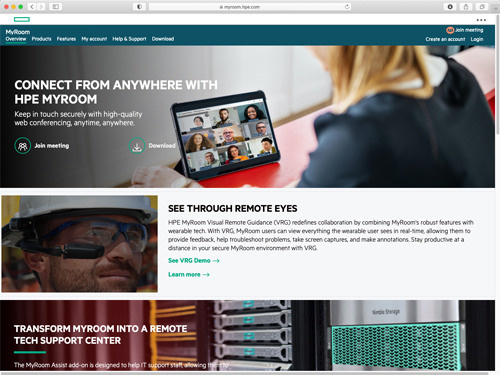 myroom.hpe.com
MyRoom
Join meeting
Overview Products Features My account Help & Support Download
Create an account Login
CONNECT FROM ANYWHERE WITH
HPE MYROOM
Keep in touch securely with high-quality
web conferencing, anytime, anywhere.
Join meeting
Download
SEE THROUGH REMOTE EYES
HPE MyRoom Visual Remote Guidance (VRG) redefines collaboration by combining MyRoom's robust features with
wearable tech. With VRG, MyRoom users can view everything the wearable user sees in real-time, allowing them to
provide feedback, help troubleshoot problems, take screen captures, and make annotations. Stay productive at a
distance in your secure MyRoom environment with VRG.
See VRG Demo →
Learn more →
Nimble Storage
TRANSFORM MYROOM INTO A REMOTE
TECH SUPPORT CENTER
The MyRoom Assist add-on is designed to help IT support staff, allowing them to